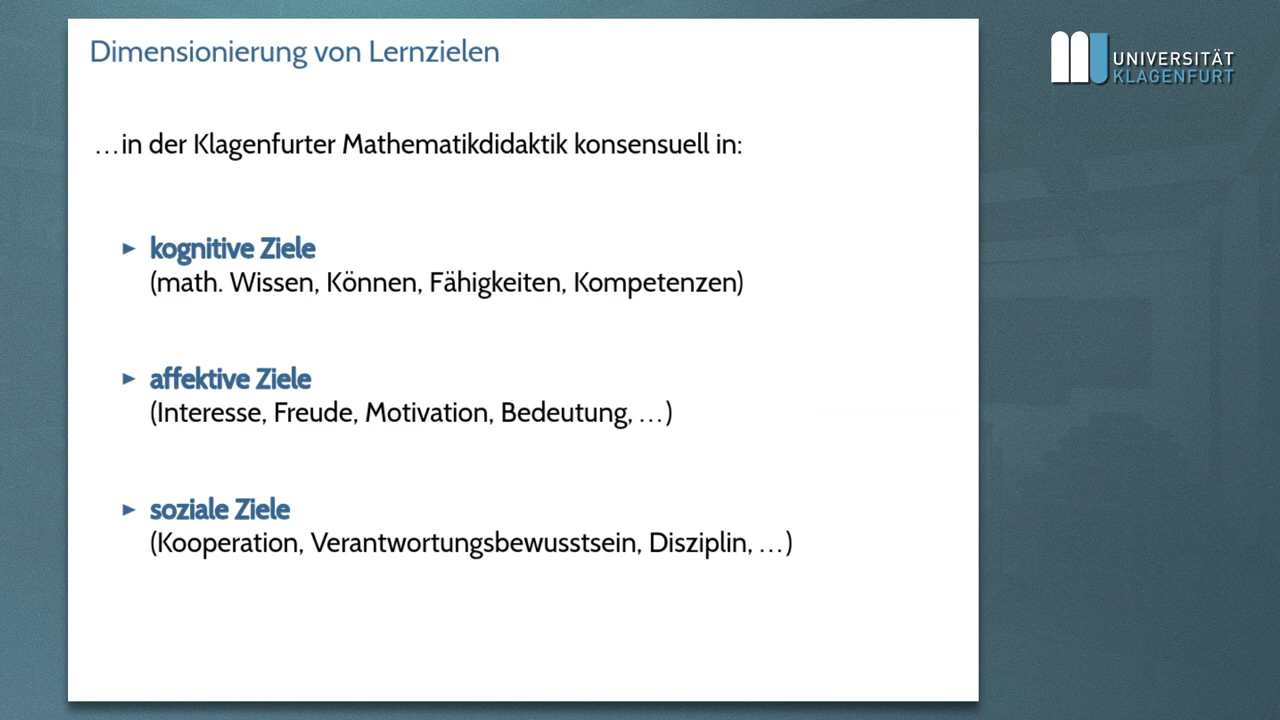 Dimensionierung von Lernzielen
UNIVERSITÄT
KLAGENFURT
…in der Klagenfurter Mathematikdidaktik konsensuell in:
► kognitive Ziele
(math. Wissen, Können, Fähigkeiten, Kompetenzen)
► affektive Ziele
(Interesse, Freude, Motivation, Bedeutung, …)
► soziale Ziele
(Kooperation, Verantwortungsbewusstsein, Disziplin, …)